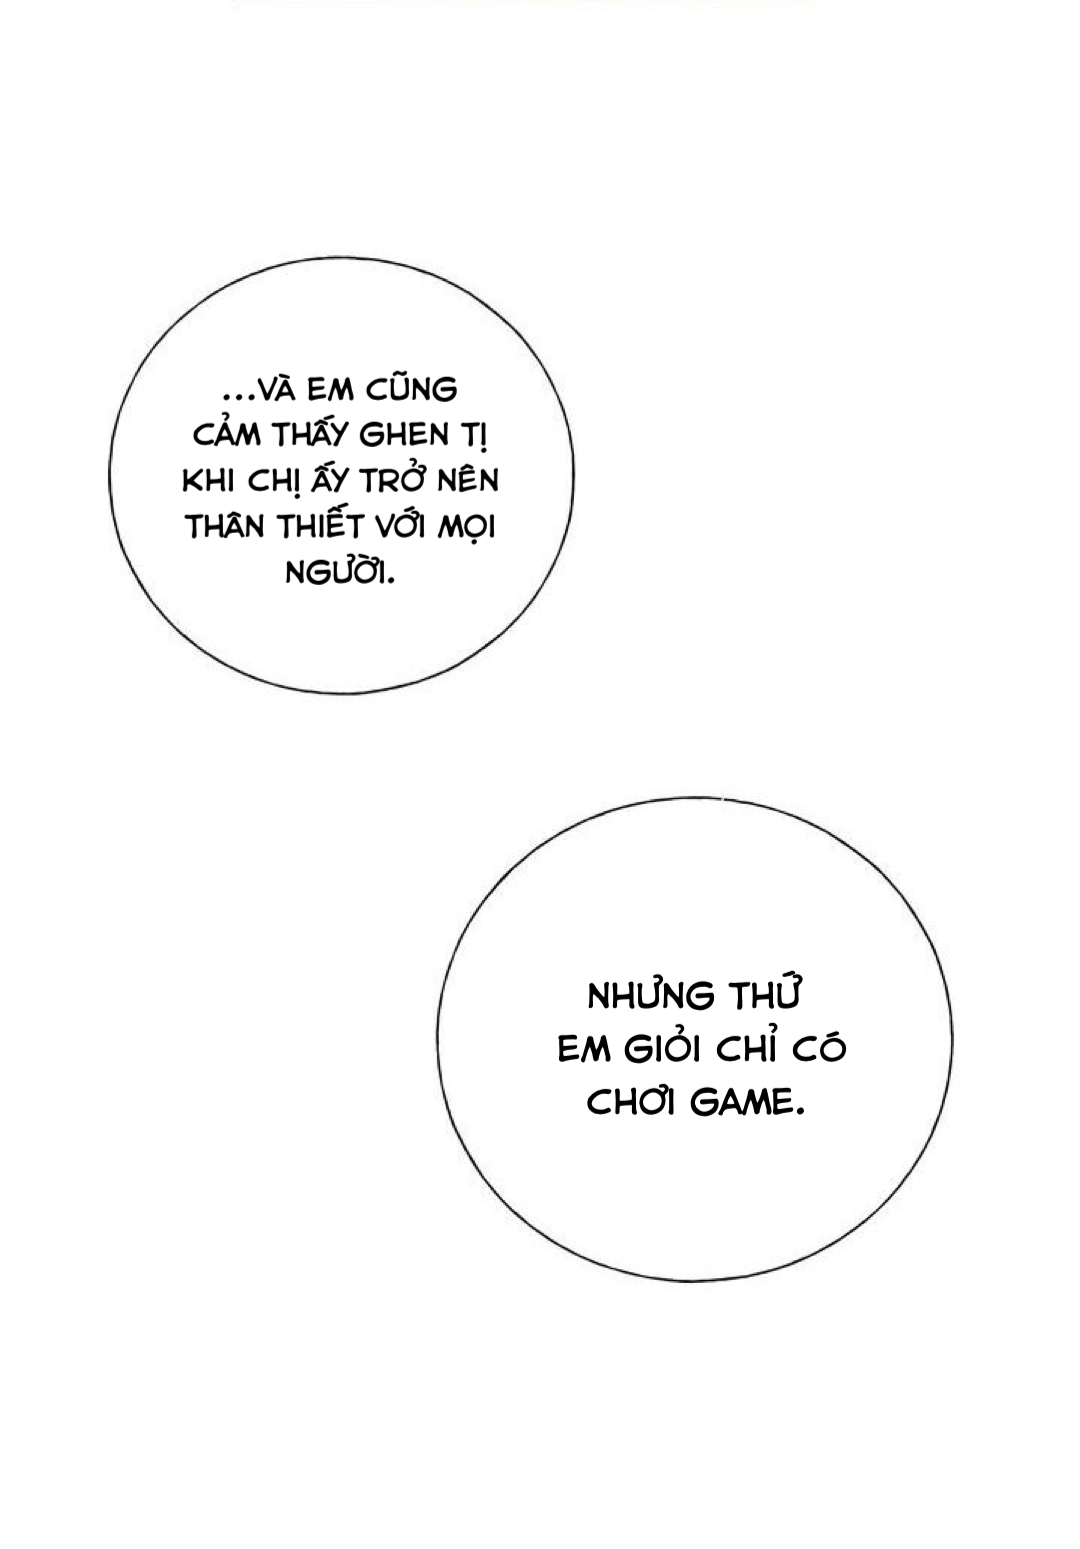 ...VÀ EM CŨNG
CẢM THẤY GHEN TỊ
KHI CHỊ ẤY TRỞ NÊN
THÂN THIẾT VỚI MỌI
NGƯỜI.
NHƯNG THỨ
EM GIỎI CHỈ CÓ
CHƠI GAME.